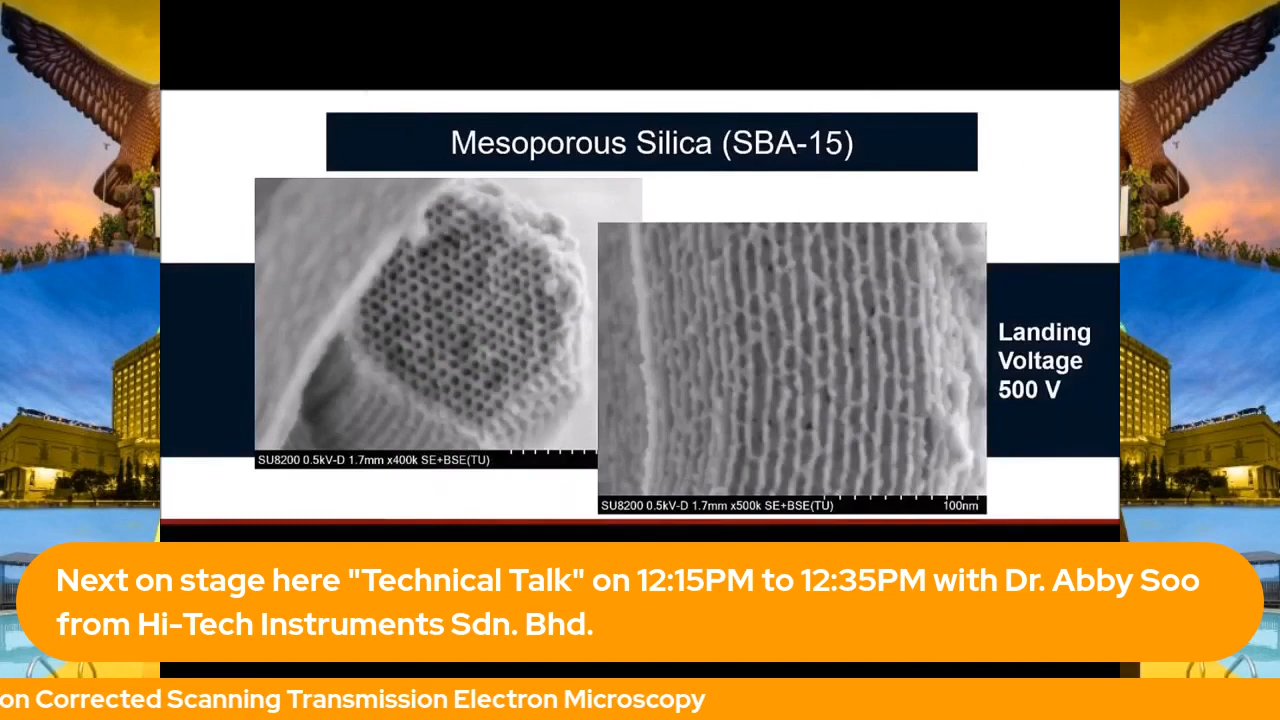 Mesoporous Silica (SBA-15)
Landing
Voltage
500 V
SU8200 0.5kV-D 1.7mm x400k SE+BSE(TU)
SU8200 0.5kV-D 1.7mm x500k SE+BSE(TU) 100nm
Next on stage here "Technical Talk" on 12:15PM to 12:35PM with Dr. Abby Soo
from Hi-Tech Instruments Sdn. Bhd.
on Corrected Scanning Transmission Electron Microscopy